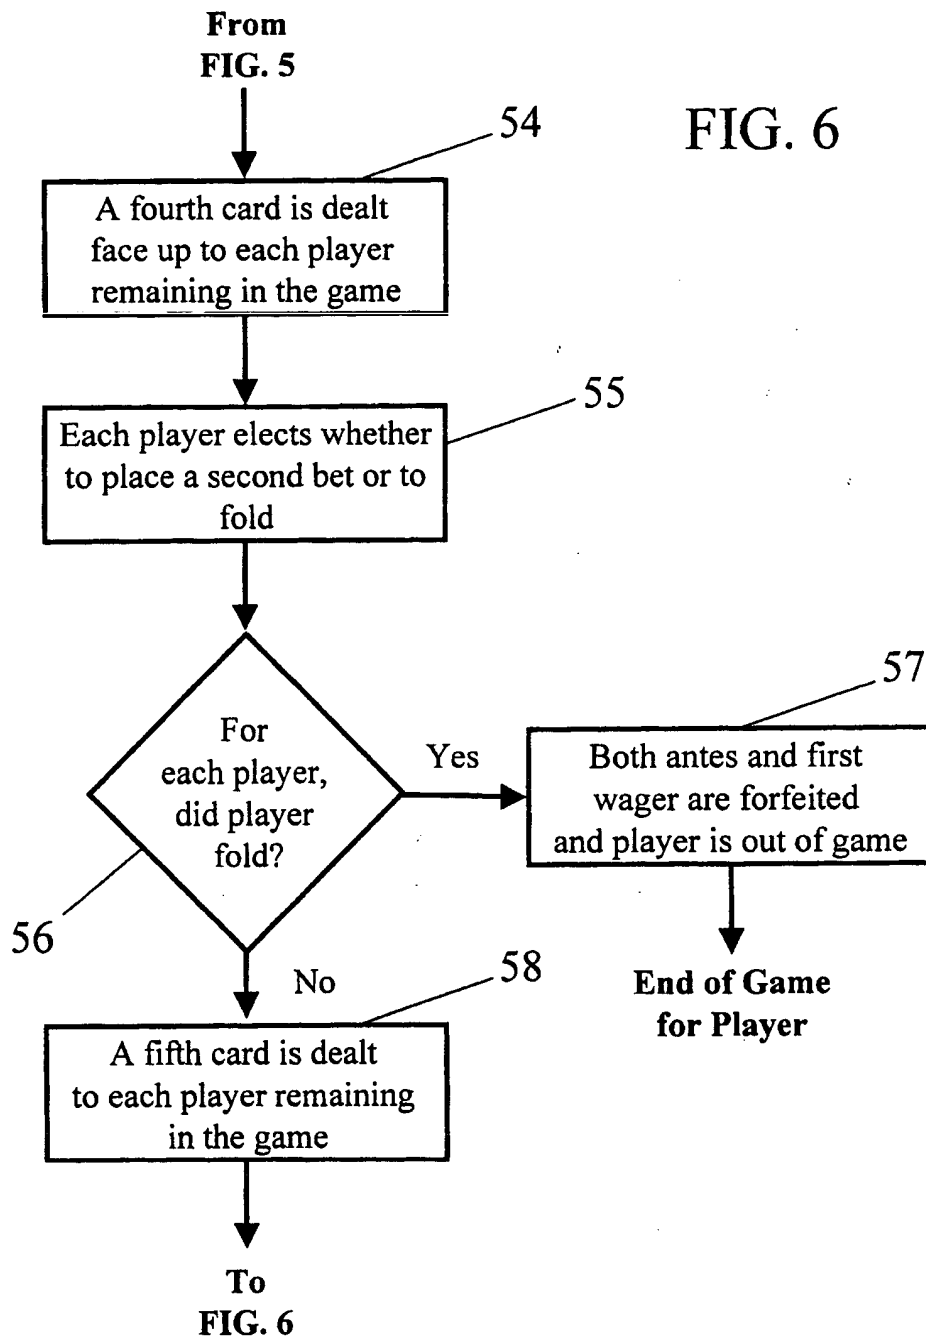 From
FIG. 5
FIG. 6
54
A fourth card is dealt
face up to each player
remaining in the game
55
Each player elects whether
to place a second bet or to
fold
For
each player,
did player
fold?
56
Yes
57
Both antes and first
wager are forfeited
and player is out of game
End of Game
for Player
No
58
A fifth card is dealt
to each player remaining
in the game
To
FIG. 6